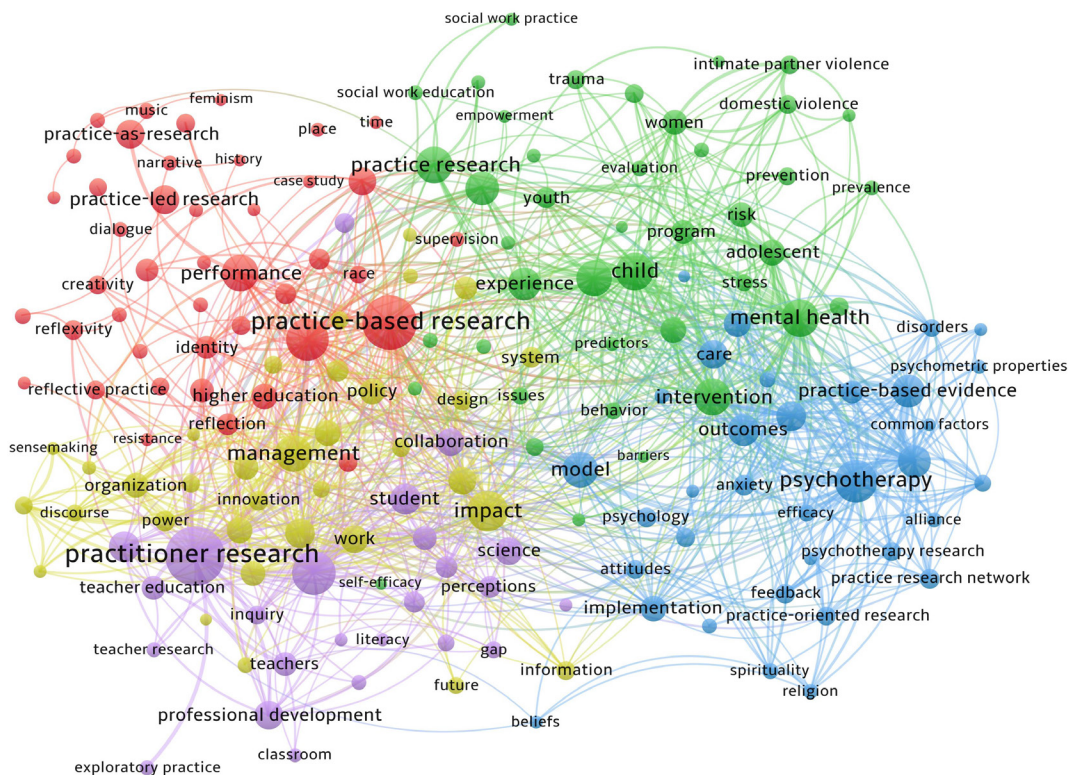 social work practice
intimate partner violence
trauma
social work education
feminism
music
domestic violence
empowerment
place
time
women
practice-as-research
narrative
history
practice research
evaluation
case study
prevention
prevalence
practice-led research
youth
dialogue
risk
supervision
program
adolescent
performance
race
creativity
experience
child
stress
practice-based research
reflexivity
mental health
disorders
identity
predictors
system
care
psychometric properties
reflective practice
higher education
policy
design
issues
intervention
practice-based evidence
behavior
reflection
outcomes
common factors
resistance
sensemaking
collaboration
management
barriers
model
organization
innovation
student
anxiety
psychotherapy
discourse
power
impact
psychology
efficacy
alliance
work
practitioner research
science
psychotherapy research
attitudes
teacher education
self-efficacy
perceptions
practice research network
feedback
inquiry
implementation
practice-oriented research
literacy
teacher research
gap
teachers
information
spirituality
future
religion
professional development
beliefs
classroom
exploratory practice